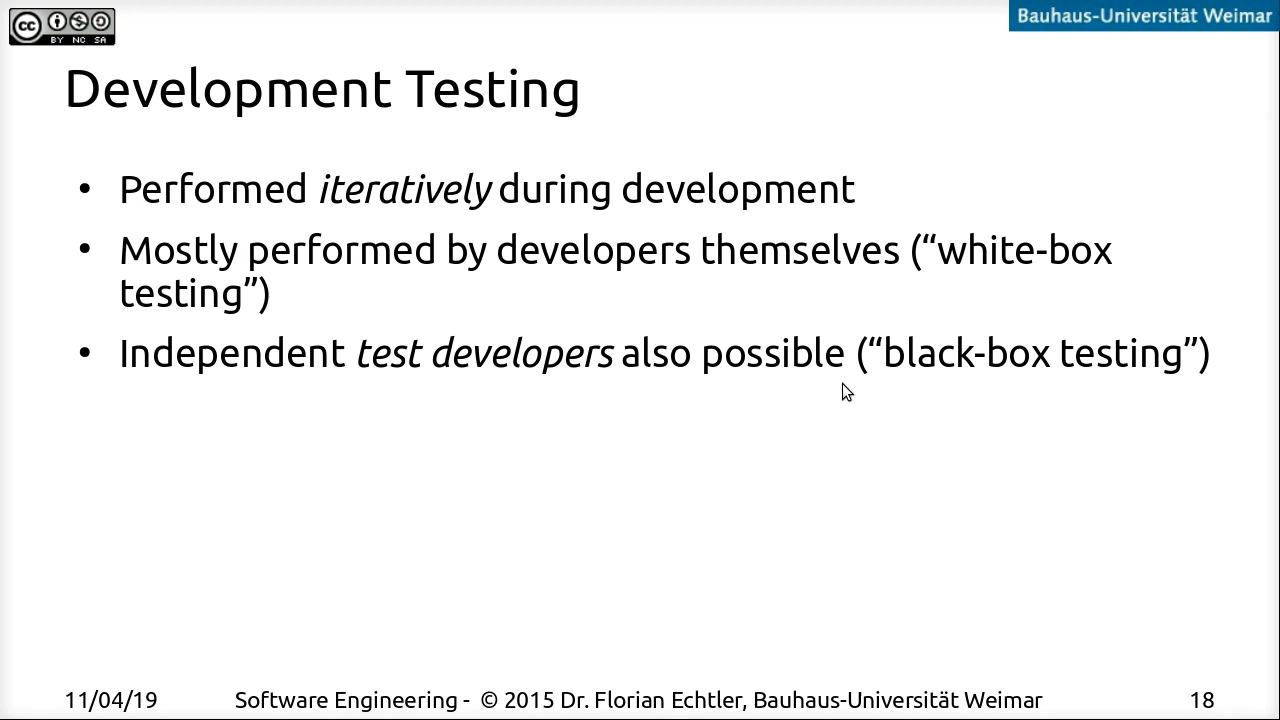 cc
BY NC SA
Bauhaus-Universität Weimar
Development Testing
• Performed iteratively during development
• Mostly performed by developers themselves (“white-box
testing”)
• Independent test developers also possible (“black-box testing”)
11/04/19 Software Engineering - © 2015 Dr. Florian Echtler, Bauhaus-Universität Weimar 18